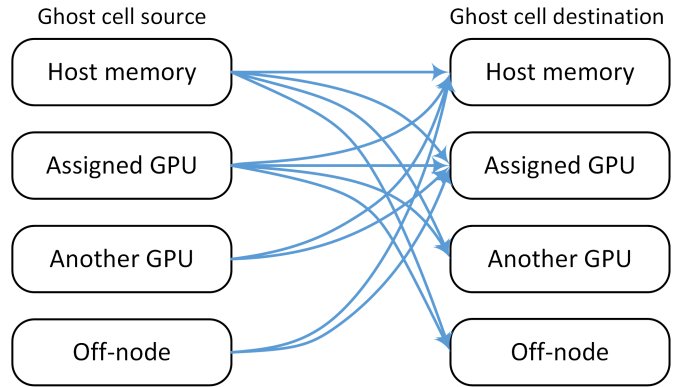 Ghost cell source
Ghost cell destination
Host memory
Host memory
Assigned GPU
Assigned GPU
Another GPU
Another GPU
Off-node
Off-node